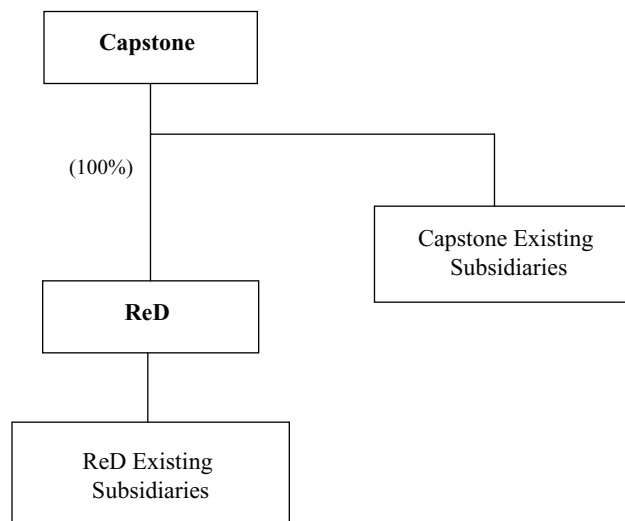 Capstone
(100%)
Capstone Existing
Subsidiaries
ReD
ReD Existing
Subsidiaries